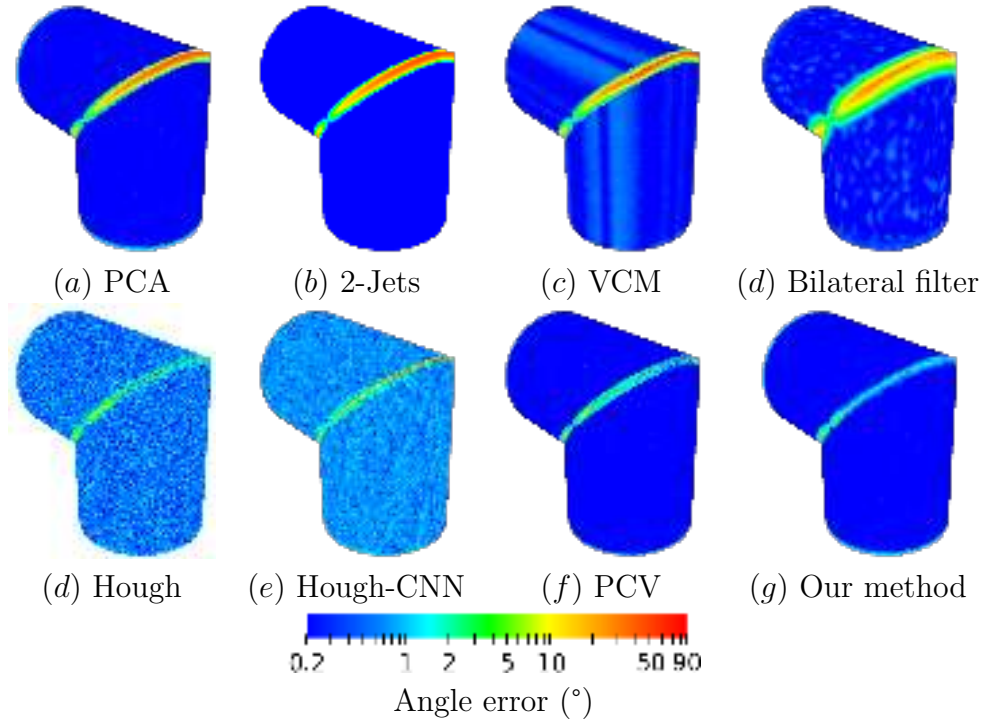 (a) PCA
(b) 2-Jets
(c) VCM
(d) Bilateral filter
(d) Hough
(e) Hough-CNN
(f) PCV
(g) Our method
0.2 1 2 5 10 50 90
Angle error (°)